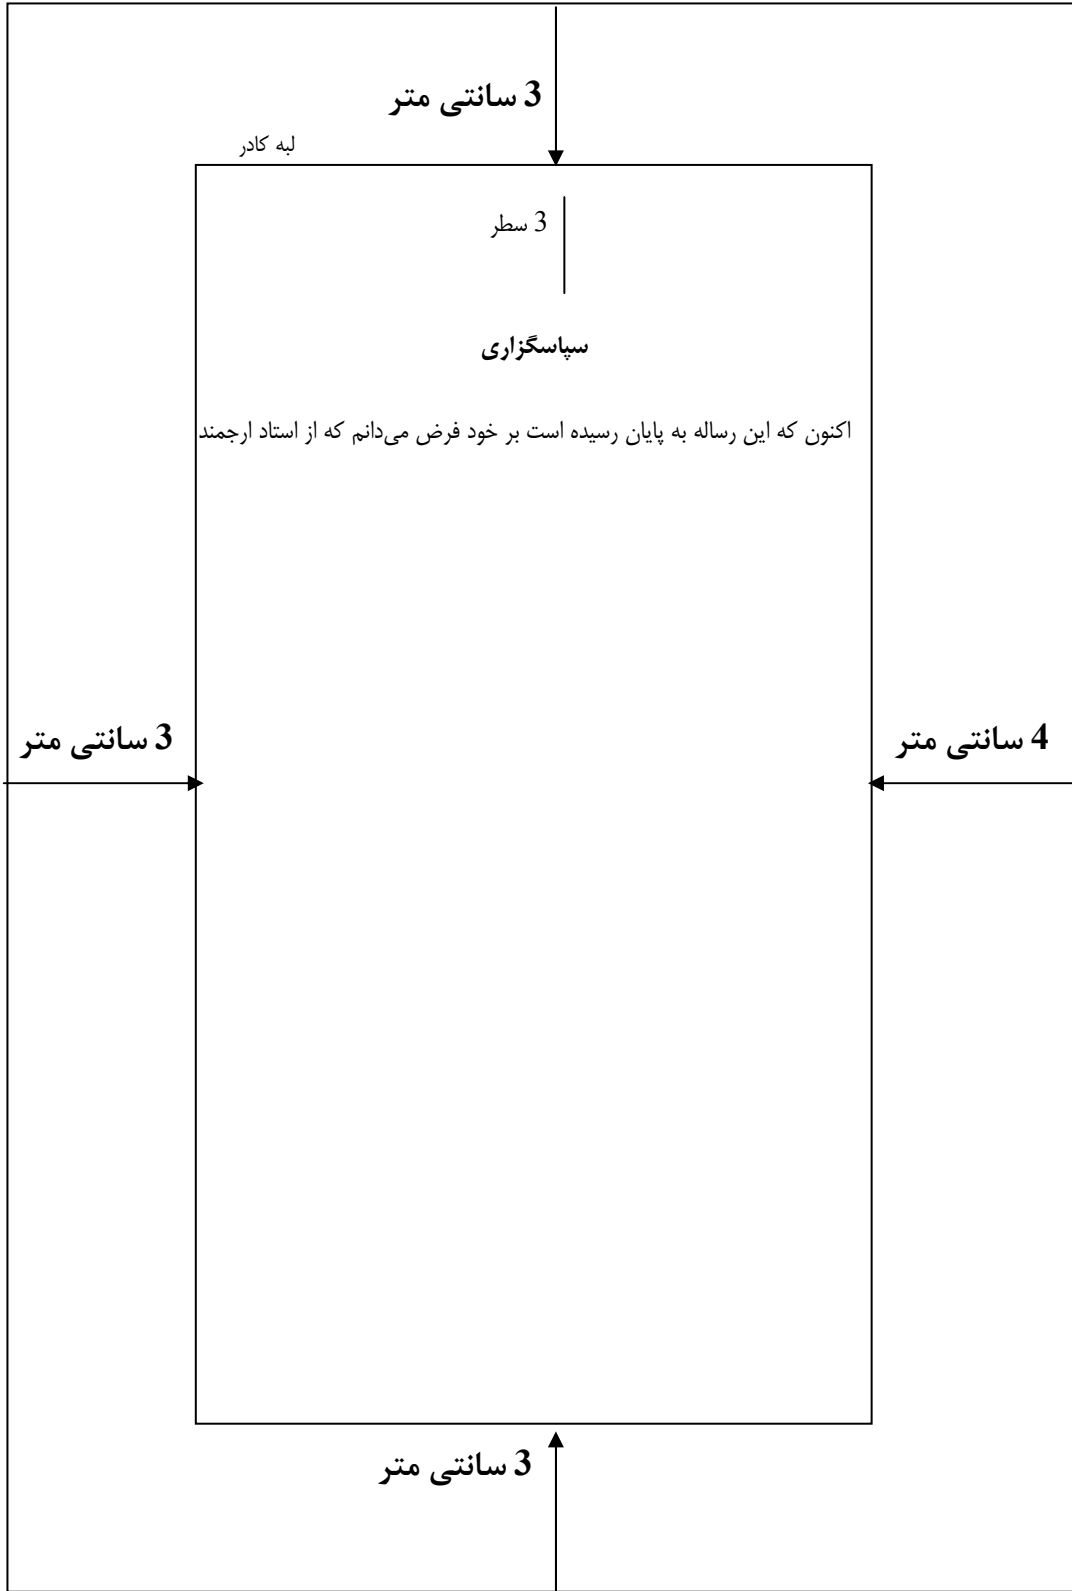 3 سانتی متر
لبه کادر
3 سطر
سپاسگزاری
اکنون که این رساله به پایان رسیده است بر خود فرض می‌دانم که از استاد ارجمند
4 سانتی متر
3 سانتی متر
3 سانتی متر